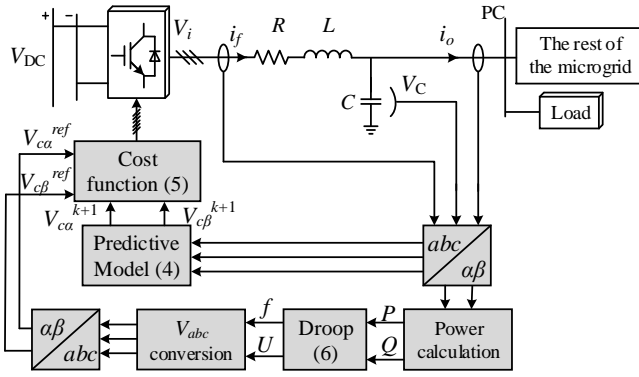 + −
V_DC
V_i
i_f
R
L
i_o
PC
The rest of
the microgrid
Load
C
V_C
V_cα^ref
V_cβ^ref
Cost
function (5)
V_cα^k+1
V_cβ^k+1
Predictive
Model (4)
abc
αβ
αβ
abc
V_abc
conversion
f
U
Droop
(6)
P
Q
Power
calculation